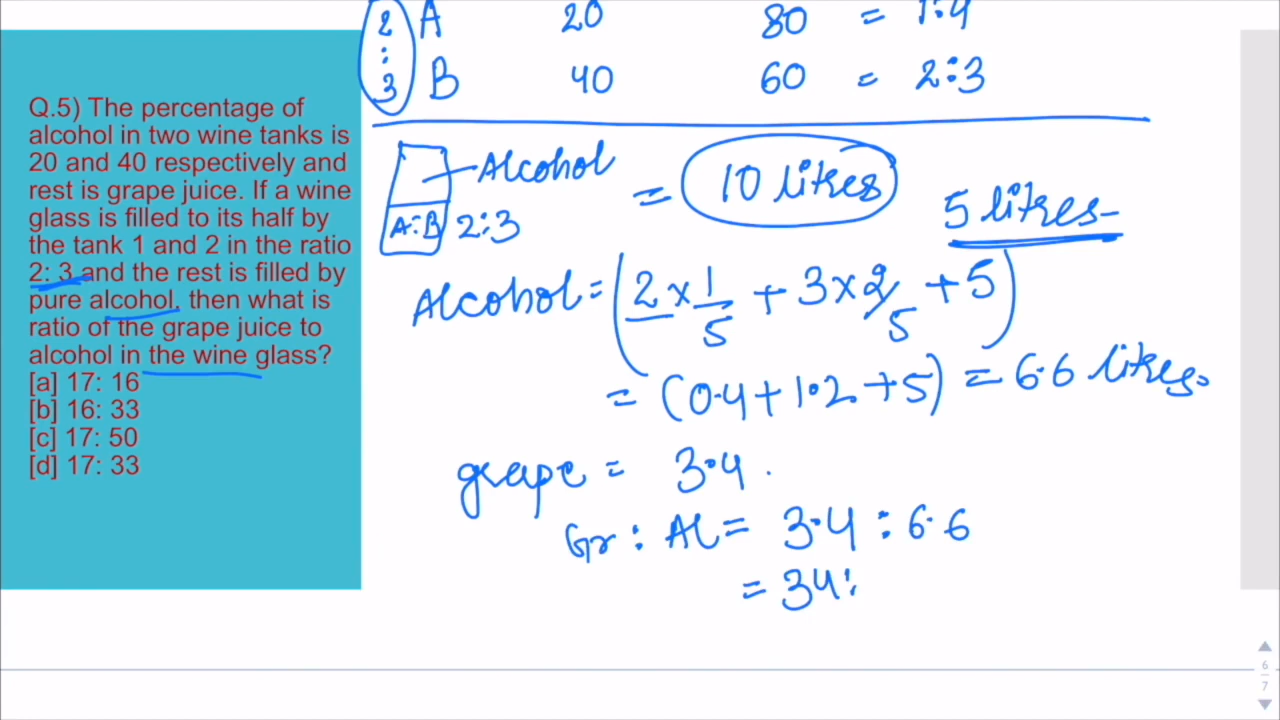 Q.5) The percentage of
alcohol in two wine tanks is
20 and 40 respectively and
rest is grape juice. If a wine
glass is filled to its half by
the tank 1 and 2 in the ratio
2: 3 and the rest is filled by
pure alcohol, then what is
ratio of the grape juice to
alcohol in the wine glass?
[a] 17: 16
[b] 16: 33
[c] 17: 50
[d] 17: 33
2 A 20 80 = 1:4
:
3 B 40 60 = 2:3
Alcohol
= 10 litres
A:B 2:3
5 litres
Alcohol = (2 x 1/5 + 3 x 2/5 + 5)
= (0.4 + 1.2 + 5) = 6.6 litres.
grape = 3.4 .
Gr : AL = 3.4 : 6.6
= 34:
6
7